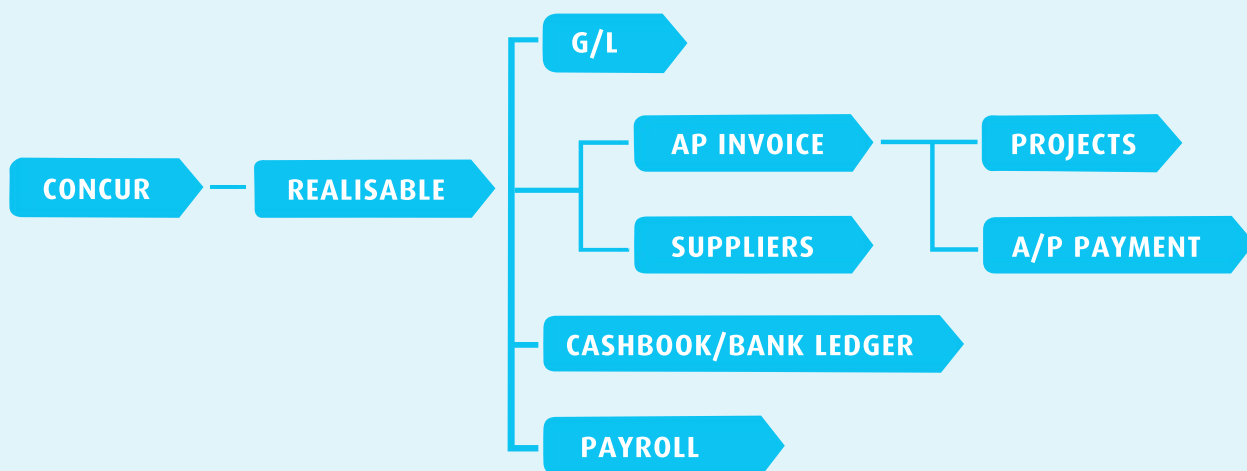 G/L
AP INVOICE
PROJECTS
CONCUR
REALISABLE
SUPPLIERS
A/P PAYMENT
CASHBOOK/BANK LEDGER
PAYROLL